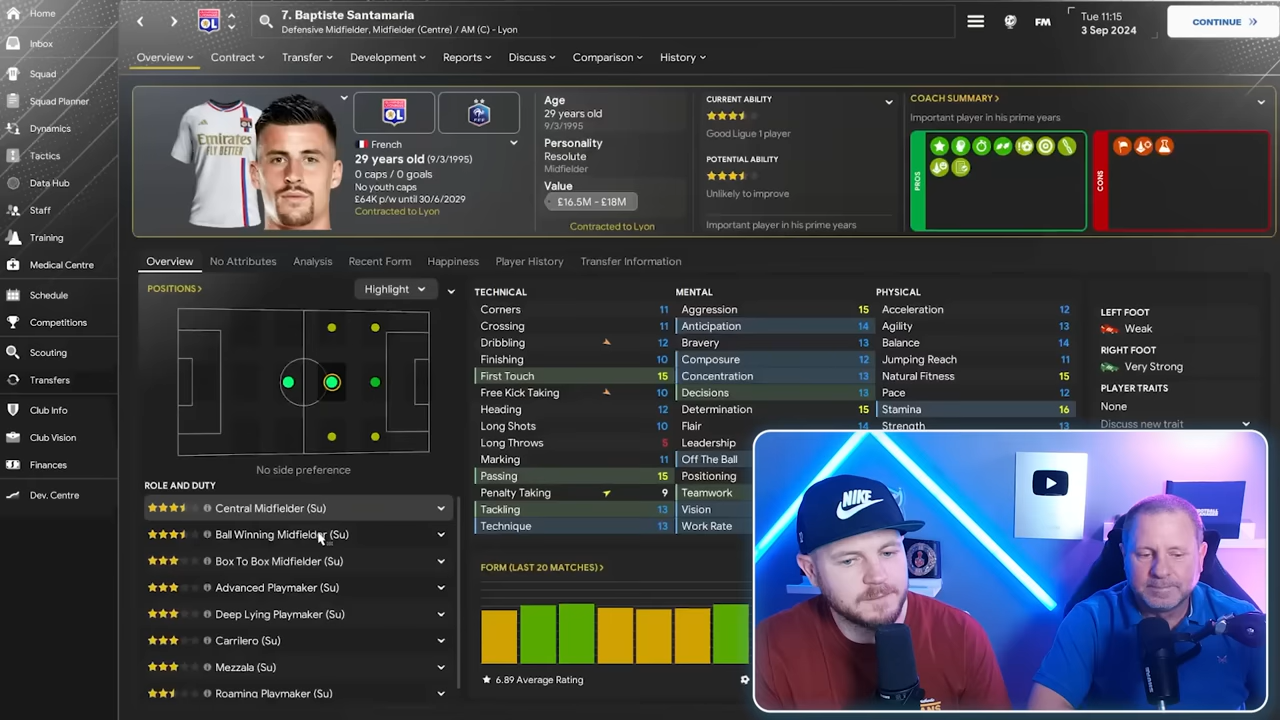 Home
Inbox
Squad
Squad Planner
Dynamics
Tactics
Data Hub
Staff
Training
Medical Centre
Schedule
Competitions
Scouting
Transfers
Club Info
Club Vision
Finances
Dev. Centre
7. Baptiste Santamaria
Defensive Midfielder, Midfielder (Centre) / AM (C) - Lyon
FM
Tue 11:15
3 Sep 2024
CONTINUE
Overview
Contract
Transfer
Development
Reports
Discuss
Comparison
History
Emirates
FLY BETTER
French
29 years old (9/3/1995)
0 caps / 0 goals
No youth caps
£64K p/w until 30/6/2029
Contracted to Lyon
Age
29 years old
9/3/1995
Personality
Resolute
Midfielder
Value
£16.5M - £18M
Contracted to Lyon
CURRENT ABILITY
Good Ligue 1 player
POTENTIAL ABILITY
Unlikely to improve
Important player in his prime years
COACH SUMMARY
Important player in his prime years
PROS
CONS
Overview
No Attributes
Analysis
Recent Form
Happiness
Player History
Transfer Information
POSITIONS
Highlight
No side preference
ROLE AND DUTY
Central Midfielder (Su)
Ball Winning Midfielder (Su)
Box To Box Midfielder (Su)
Advanced Playmaker (Su)
Deep Lying Playmaker (Su)
Carrilero (Su)
Mezzala (Su)
Roaming Playmaker (Su)
TECHNICAL
Corners 11
Crossing 11
Dribbling 12
Finishing 10
First Touch 15
Free Kick Taking 10
Heading 12
Long Shots 10
Long Throws 5
Marking 11
Passing 15
Penalty Taking 9
Tackling 13
Technique 13
MENTAL
Aggression 15
Anticipation 14
Bravery 13
Composure 12
Concentration 13
Decisions 13
Determination 15
Flair
Leadership
Off The Ball
Positioning
Teamwork
Vision
Work Rate
PHYSICAL
Acceleration 12
Agility 13
Balance 14
Jumping Reach 11
Natural Fitness 15
Pace 12
Stamina 16
Strength 13
LEFT FOOT
Weak
RIGHT FOOT
Very Strong
PLAYER TRAITS
None
Discuss new trait
FORM (LAST 20 MATCHES)
6.89 Average Rating
NIKE